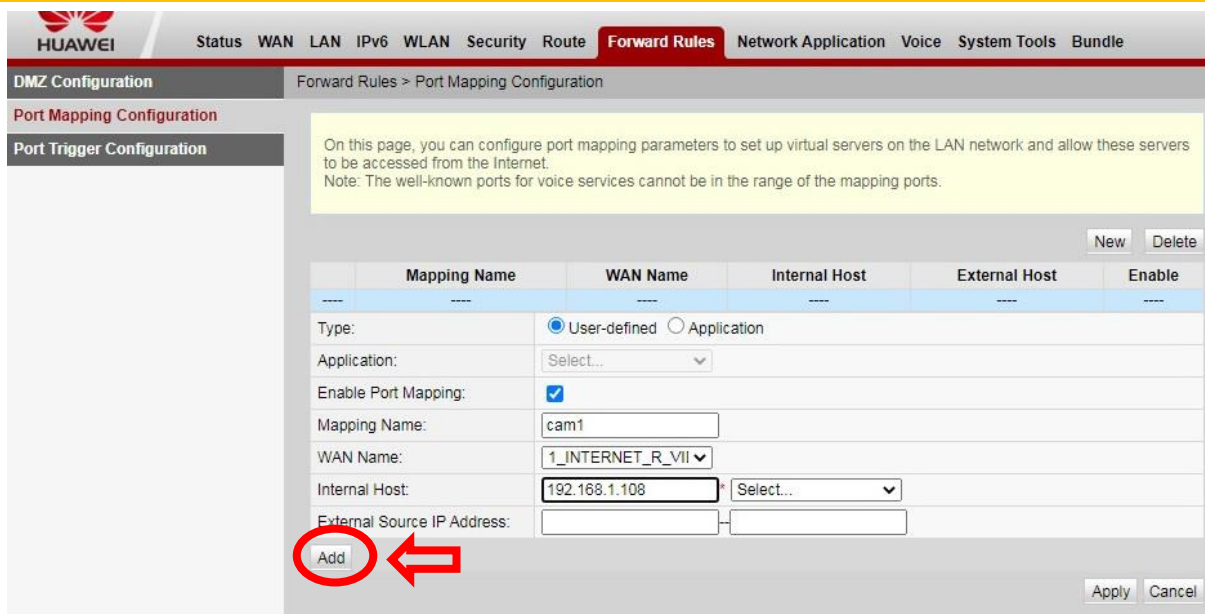 HUAWEI
Status WAN LAN IPv6 WLAN Security Route Forward Rules Network Application Voice System Tools Bundle
DMZ Configuration
Port Mapping Configuration
Port Trigger Configuration
Forward Rules > Port Mapping Configuration
On this page, you can configure port mapping parameters to set up virtual servers on the LAN network and allow these servers
to be accessed from the Internet.
Note: The well-known ports for voice services cannot be in the range of the mapping ports.
New Delete
Mapping Name WAN Name Internal Host External Host Enable
---- ---- ---- ---- ---- ----
Type: User-defined Application
Application: Select...
Enable Port Mapping:
Mapping Name: cam1
WAN Name: 1_INTERNET_R_VII
Internal Host: 192.168.1.108 * Select...
External Source IP Address: --
Add
Apply Cancel